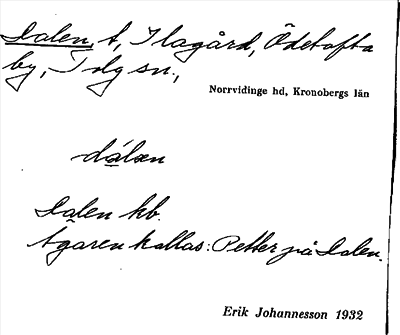 Dalen, t, Ilagård, Ödetofta
by, Tolg sn.,
Norrvidinge hd, Kronobergs län
dálæn
Dalen kb.
Ägaren kallas: Petter på Dalen.
Erik Johannesson 1932